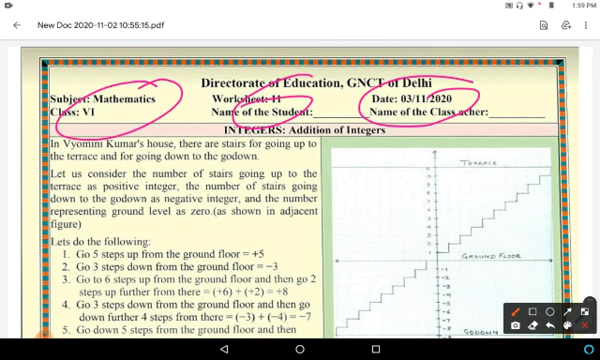 1:59 PM
New Doc 2020-11-02 10:55:15.pdf
Directorate of Education, GNCT of Delhi
Subject: Mathematics Worksheet: 11 Date: 03/11/2020
Class: VI Name of the Student: Name of the Class acher:
INTEGERS: Addition of Integers
In Vyomini Kumar's house, there are stairs for going up to
the terrace and for going down to the godown.
Let us consider the number of stairs going up to the
terrace as positive integer, the number of stairs going
down to the godown as negative integer, and the number
representing ground level as zero.(as shown in adjacent
figure)
Lets do the following:
1. Go 5 steps up from the ground floor = +5
2. Go 3 steps down from the ground floor = −3
3. Go to 6 steps up from the ground floor and then go 2
steps up further from there = (+6) + (+2) = +8
4. Go 3 steps down from the ground floor and then go
down further 4 steps from there = (−3) + (−4) = −7
5. Go down 5 steps from the ground floor and then
TERRACE
GROUND FLOOR
GODOWN